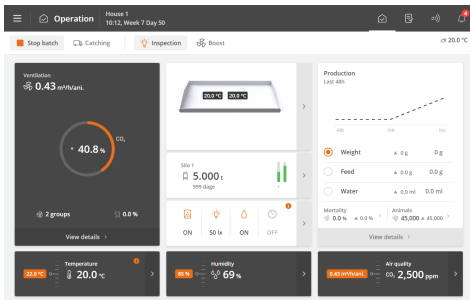 Operation
House 1
10:12, Week 7 Day 50
4
Stop batch
Catching
Inspection
Boost
20.0 °C
Ventilation
0.43 m³/h/ani.
CO₂
40.8 %
2 groups
0.0 %
View details
20.0 °C 20.0 °C
Silo 1
5.000 t
999 dage
ON
50 lx
ON
OFF
Production
Last 48h
-48h
-24h
Now
Weight
0 g
0 g
Feed
0.0 g
0.0 g
Water
0.0 ml
0.0 ml
Mortality
0.0 %
0.0 %
Animals
45,000
45,000
View details
22.0 °C
Temperature
20.0 °C
85 %
Humidity
69 %
0.43 m³/h/ani.
Air quality
CO₂ 2,500 ppm